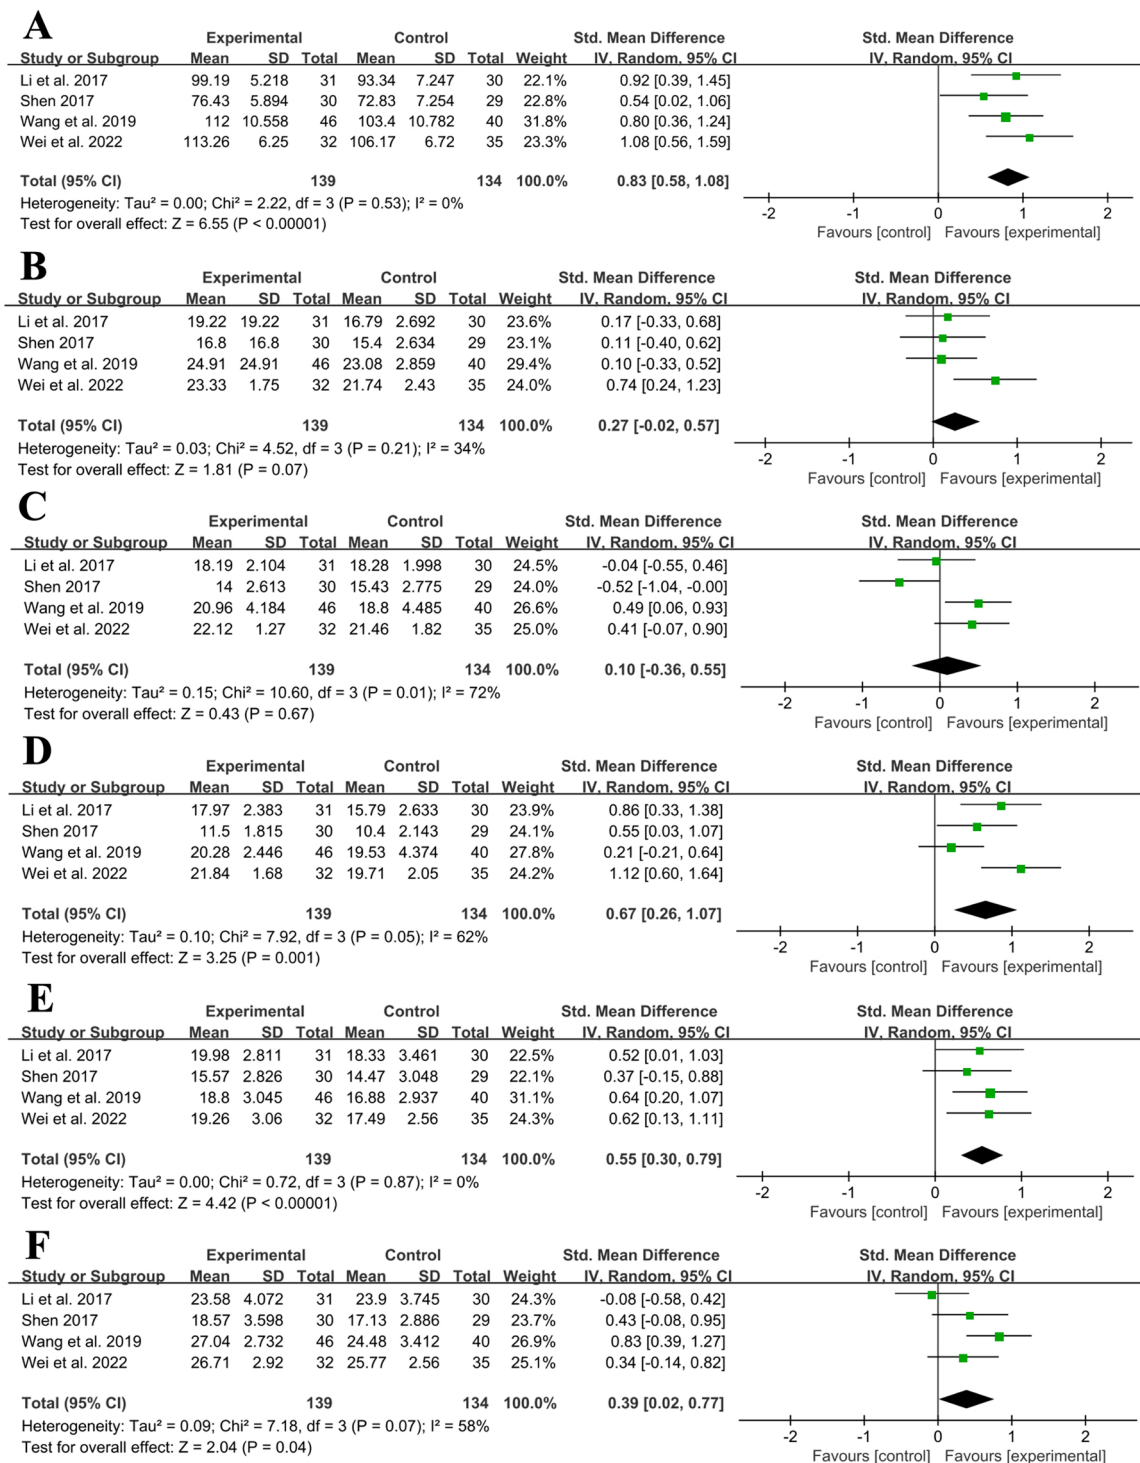 A
Experimental Control Std. Mean Difference Std. Mean Difference
Study or Subgroup Mean SD Total Mean SD Total Weight IV, Random, 95% CI IV, Random, 95% CI
Li et al. 2017 99.19 5.218 31 93.34 7.247 30 22.1% 0.92 [0.39, 1.45]
Shen 2017 76.43 5.894 30 72.83 7.254 29 22.8% 0.54 [0.02, 1.06]
Wang et al. 2019 112 10.558 46 103.4 10.782 40 31.8% 0.80 [0.36, 1.24]
Wei et al. 2022 113.26 6.25 32 106.17 6.72 35 23.3% 1.08 [0.56, 1.59]
Total (95% CI) 139 134 100.0% 0.83 [0.58, 1.08]
Heterogeneity: Tau² = 0.00; Chi² = 2.22, df = 3 (P = 0.53); I² = 0%
Test for overall effect: Z = 6.55 (P < 0.00001)
-2 -1 0 1 2
Favours [control] Favours [experimental]
B
Experimental Control Std. Mean Difference Std. Mean Difference
Study or Subgroup Mean SD Total Mean SD Total Weight IV, Random, 95% CI IV, Random, 95% CI
Li et al. 2017 19.22 19.22 31 16.79 2.692 30 23.6% 0.17 [-0.33, 0.68]
Shen 2017 16.8 16.8 30 15.4 2.634 29 23.1% 0.11 [-0.40, 0.62]
Wang et al. 2019 24.91 24.91 46 23.08 2.859 40 29.4% 0.10 [-0.33, 0.52]
Wei et al. 2022 23.33 1.75 32 21.74 2.43 35 24.0% 0.74 [0.24, 1.23]
Total (95% CI) 139 134 100.0% 0.27 [-0.02, 0.57]
Heterogeneity: Tau² = 0.03; Chi² = 4.52, df = 3 (P = 0.21); I² = 34%
Test for overall effect: Z = 1.81 (P = 0.07)
-2 -1 0 1 2
Favours [control] Favours [experimental]
C
Experimental Control Std. Mean Difference Std. Mean Difference
Study or Subgroup Mean SD Total Mean SD Total Weight IV, Random, 95% CI IV, Random, 95% CI
Li et al. 2017 18.19 2.104 31 18.28 1.998 30 24.5% -0.04 [-0.55, 0.46]
Shen 2017 14 2.613 30 15.43 2.775 29 24.0% -0.52 [-1.04, -0.00]
Wang et al. 2019 20.96 4.184 46 18.8 4.485 40 26.6% 0.49 [0.06, 0.93]
Wei et al. 2022 22.12 1.27 32 21.46 1.82 35 25.0% 0.41 [-0.07, 0.90]
Total (95% CI) 139 134 100.0% 0.10 [-0.36, 0.55]
Heterogeneity: Tau² = 0.15; Chi² = 10.60, df = 3 (P = 0.01); I² = 72%
Test for overall effect: Z = 0.43 (P = 0.67)
-2 -1 0 1 2
Favours [control] Favours [experimental]
D
Experimental Control Std. Mean Difference Std. Mean Difference
Study or Subgroup Mean SD Total Mean SD Total Weight IV, Random, 95% CI IV, Random, 95% CI
Li et al. 2017 17.97 2.383 31 15.79 2.633 30 23.9% 0.86 [0.33, 1.38]
Shen 2017 11.5 1.815 30 10.4 2.143 29 24.1% 0.55 [0.03, 1.07]
Wang et al. 2019 20.28 2.446 46 19.53 4.374 40 27.8% 0.21 [-0.21, 0.64]
Wei et al. 2022 21.84 1.68 32 19.71 2.05 35 24.2% 1.12 [0.60, 1.64]
Total (95% CI) 139 134 100.0% 0.67 [0.26, 1.07]
Heterogeneity: Tau² = 0.10; Chi² = 7.92, df = 3 (P = 0.05); I² = 62%
Test for overall effect: Z = 3.25 (P = 0.001)
-2 -1 0 1 2
Favours [control] Favours [experimental]
E
Experimental Control Std. Mean Difference Std. Mean Difference
Study or Subgroup Mean SD Total Mean SD Total Weight IV, Random, 95% CI IV, Random, 95% CI
Li et al. 2017 19.98 2.811 31 18.33 3.461 30 22.5% 0.52 [0.01, 1.03]
Shen 2017 15.57 2.826 30 14.47 3.048 29 22.1% 0.37 [-0.15, 0.88]
Wang et al. 2019 18.8 3.045 46 16.88 2.937 40 31.1% 0.64 [0.20, 1.07]
Wei et al. 2022 19.26 3.06 32 17.49 2.56 35 24.3% 0.62 [0.13, 1.11]
Total (95% CI) 139 134 100.0% 0.55 [0.30, 0.79]
Heterogeneity: Tau² = 0.00; Chi² = 0.72, df = 3 (P = 0.87); I² = 0%
Test for overall effect: Z = 4.42 (P < 0.00001)
-2 -1 0 1 2
Favours [control] Favours [experimental]
F
Experimental Control Std. Mean Difference Std. Mean Difference
Study or Subgroup Mean SD Total Mean SD Total Weight IV, Random, 95% CI IV, Random, 95% CI
Li et al. 2017 23.58 4.072 31 23.9 3.745 30 24.3% -0.08 [-0.58, 0.42]
Shen 2017 18.57 3.598 30 17.13 2.886 29 23.7% 0.43 [-0.08, 0.95]
Wang et al. 2019 27.04 2.732 46 24.48 3.412 40 26.9% 0.83 [0.39, 1.27]
Wei et al. 2022 26.71 2.92 32 25.77 2.56 35 25.1% 0.34 [-0.14, 0.82]
Total (95% CI) 139 134 100.0% 0.39 [0.02, 0.77]
Heterogeneity: Tau² = 0.09; Chi² = 7.18, df = 3 (P = 0.07); I² = 58%
Test for overall effect: Z = 2.04 (P = 0.04)
-2 -1 0 1 2
Favours [control] Favours [experimental]